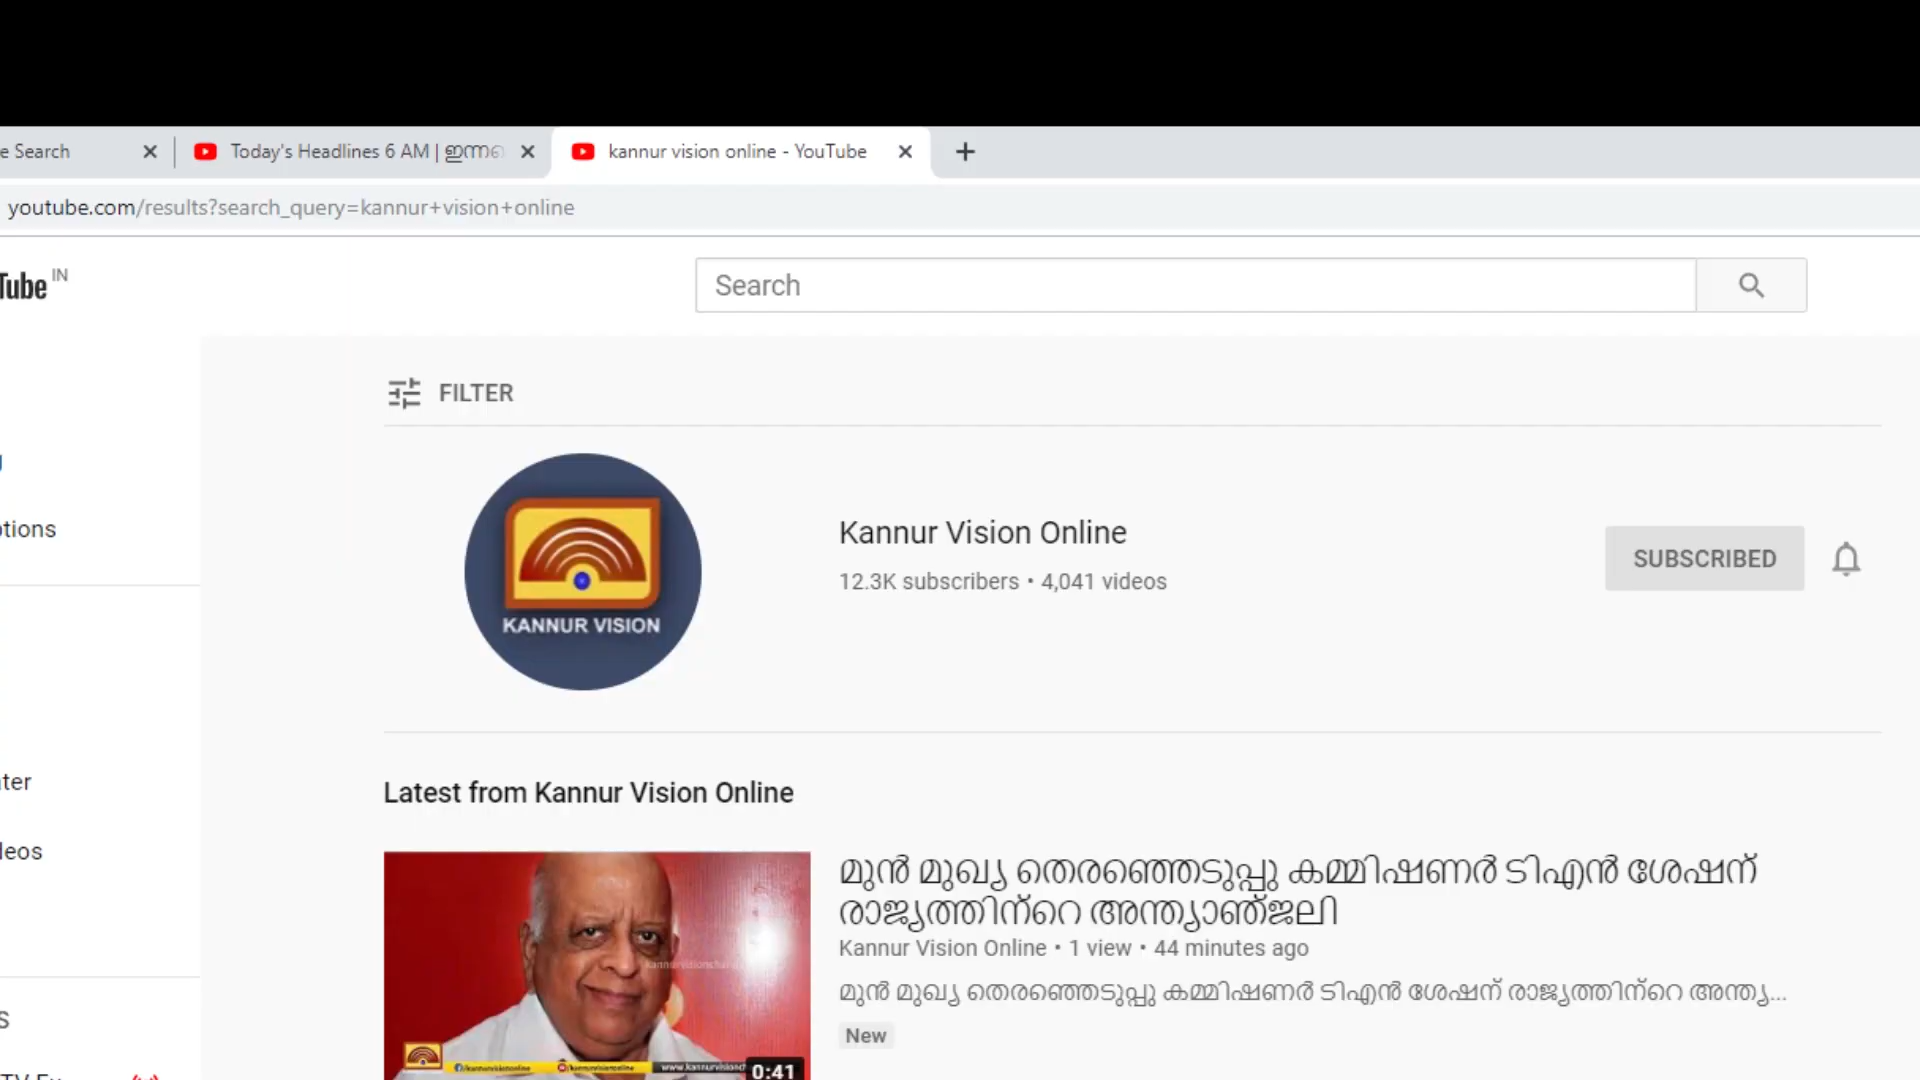 e Search
Today's Headlines 6 AM | ഇന്നത്
kannur vision online - YouTube
youtube.com/results?search_query=kannur+vision+online
Tube IN
Search
FILTER
KANNUR VISION
Kannur Vision Online
12.3K subscribers • 4,041 videos
SUBSCRIBED
tions
ter
leos
S
Latest from Kannur Vision Online
മുൻ മുഖ്യ തെരഞ്ഞെടുപ്പു കമ്മിഷണർ ടിഎൻ ശേഷന്
രാജ്യത്തിന്റെ അന്ത്യാഞ്ജലി
Kannur Vision Online • 1 view • 44 minutes ago
മുൻ മുഖ്യ തെരഞ്ഞെടുപ്പു കമ്മിഷണർ ടിഎൻ ശേഷന് രാജ്യത്തിന്റെ അന്ത്യ...
New
0:41